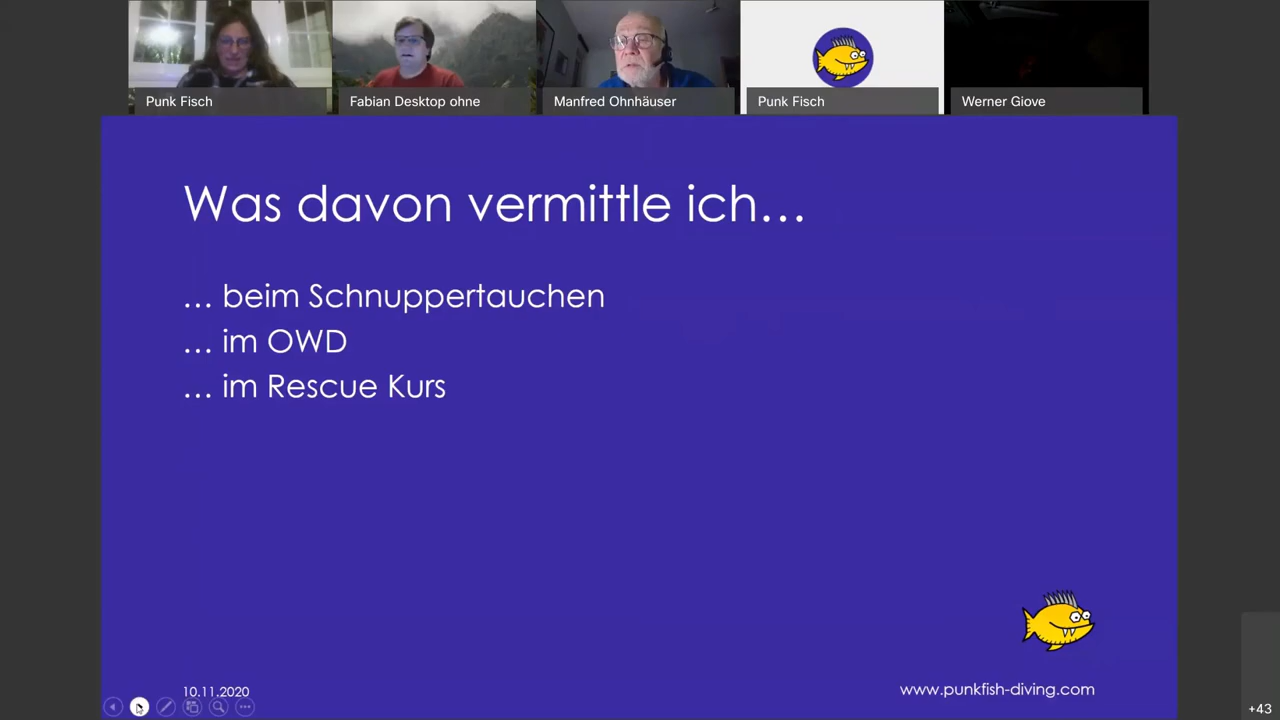 Punk Fisch
Fabian Desktop ohne
Manfred Ohnhäuser
Punk Fisch
Werner Giove
Was davon vermittle ich…
… beim Schnuppertauchen
… im OWD
… im Rescue Kurs
10.11.2020
www.punkfish-diving.com
+43